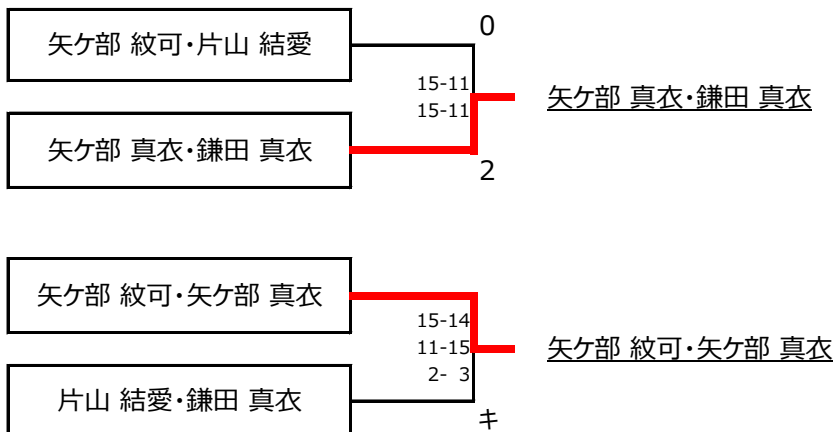 矢ケ部 紋可・片山 結愛
0
15-11
15-11
矢ケ部 真衣・鎌田 真衣
矢ケ部 真衣・鎌田 真衣
2
矢ケ部 紋可・矢ケ部 真衣
15-14
11-15
2- 3
矢ケ部 紋可・矢ケ部 真衣
片山 結愛・鎌田 真衣
キ